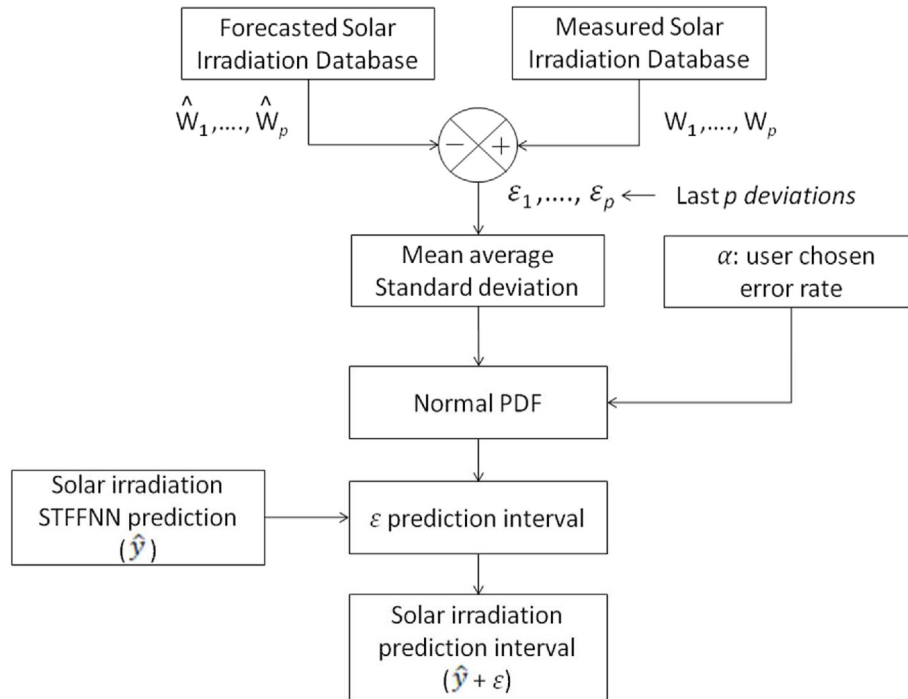 Forecasted Solar
Irradiation Database
Measured Solar
Irradiation Database
Ŵ₁,...., Ŵₚ
− +
W₁,...., Wₚ
ε₁,...., εₚ ← Last p deviations
Mean average
Standard deviation
α: user chosen
error rate
Normal PDF
Solar irradiation
STFFNN prediction
(ŷ)
ε prediction interval
Solar irradiation
prediction interval
(ŷ + ε)